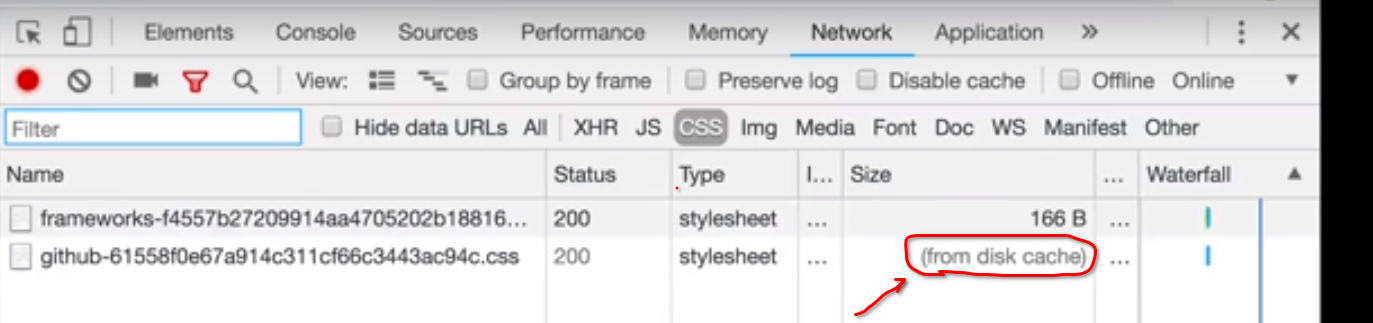 Elements Console Sources Performance Memory Network Application »
View: Group by frame Preserve log Disable cache Offline Online
Filter Hide data URLs All XHR JS CSS Img Media Font Doc WS Manifest Other
Name Status Type I... Size ... Waterfall
frameworks-f4557b27209914aa4705202b18816... 200 stylesheet ... 166 B ...
github-61558f0e67a914c311cf66c3443ac94c.css 200 stylesheet ... (from disk cache) ...